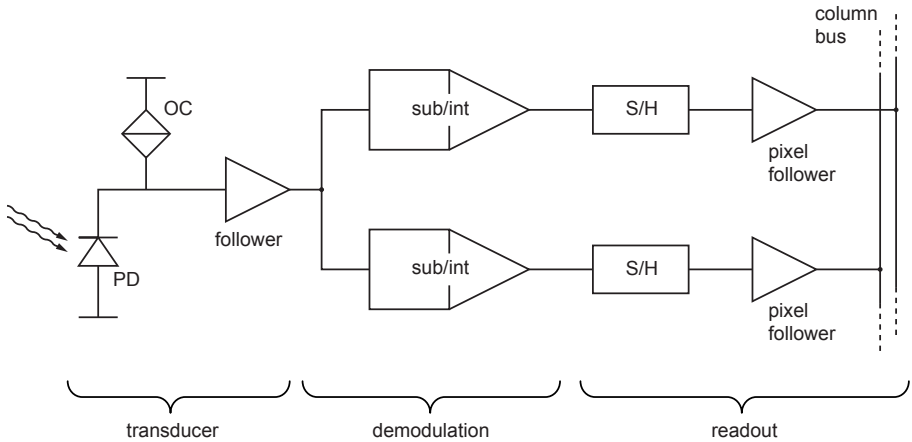 column
bus
OC
sub/int
S/H
pixel
follower
follower
PD
sub/int
S/H
pixel
follower
transducer
demodulation
readout